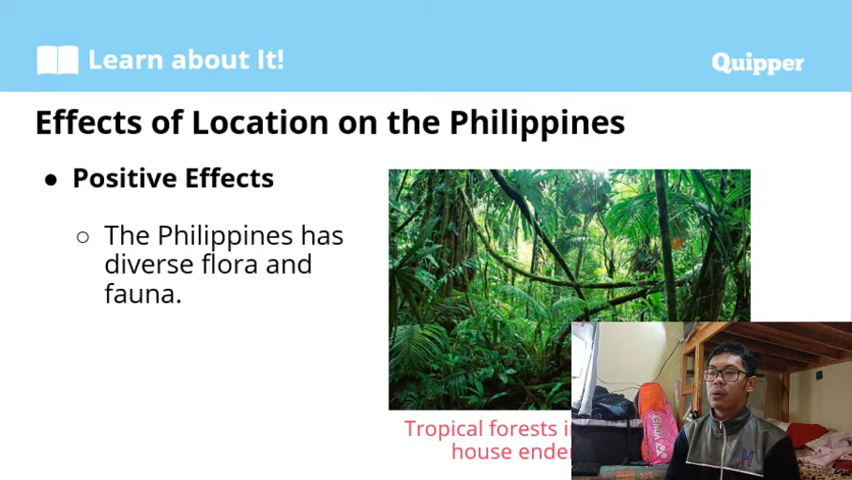 Learn about It!
Quipper
Effects of Location on the Philippines
● Positive Effects
○ The Philippines has
diverse flora and
fauna.
Tropical forests
house
YONEX